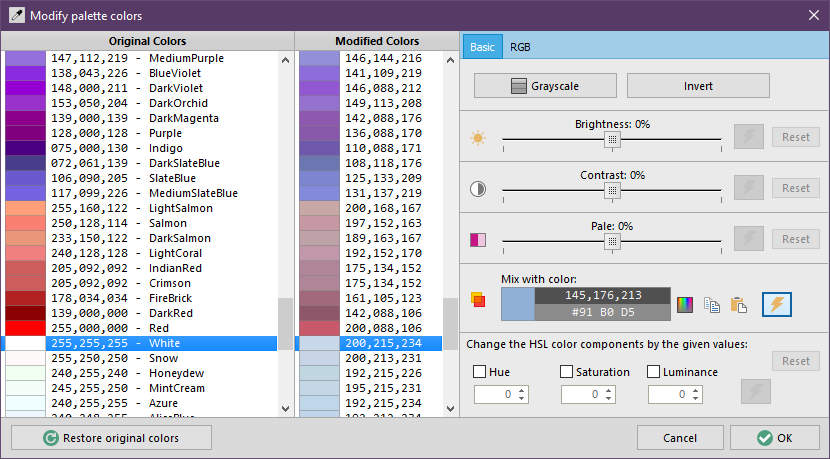 Modify palette colors
Original Colors
Modified Colors
147,112,219 - MediumPurple
146,144,216
138,043,226 - BlueViolet
141,109,219
148,000,211 - DarkViolet
146,088,212
153,050,204 - DarkOrchid
149,113,208
139,000,139 - DarkMagenta
142,088,176
128,000,128 - Purple
136,088,170
075,000,130 - Indigo
110,088,171
072,061,139 - DarkSlateBlue
108,118,176
106,090,205 - SlateBlue
125,133,209
117,099,226 - MediumSlateBlue
131,137,219
255,160,122 - LightSalmon
200,168,167
250,128,114 - Salmon
197,152,163
233,150,122 - DarkSalmon
189,163,167
240,128,128 - LightCoral
192,152,170
205,092,092 - IndianRed
175,134,152
205,092,092 - Crimson
175,134,152
178,034,034 - FireBrick
161,105,123
139,000,000 - DarkRed
142,088,106
255,000,000 - Red
200,088,106
255,255,255 - White
200,215,234
255,250,250 - Snow
200,213,231
240,255,240 - Honeydew
192,215,226
245,255,250 - MintCream
195,215,231
240,255,255 - Azure
192,215,234
240,248,255 - AliceBlue
192,212,234
Basic
RGB
Grayscale
Invert
Brightness: 0%
Reset
Contrast: 0%
Reset
Pale: 0%
Reset
Mix with color:
145,176,213
#91 B0 D5
Change the HSL color components by the given values:
Reset
Hue
Saturation
Luminance
0
0
0
Restore original colors
Cancel
OK